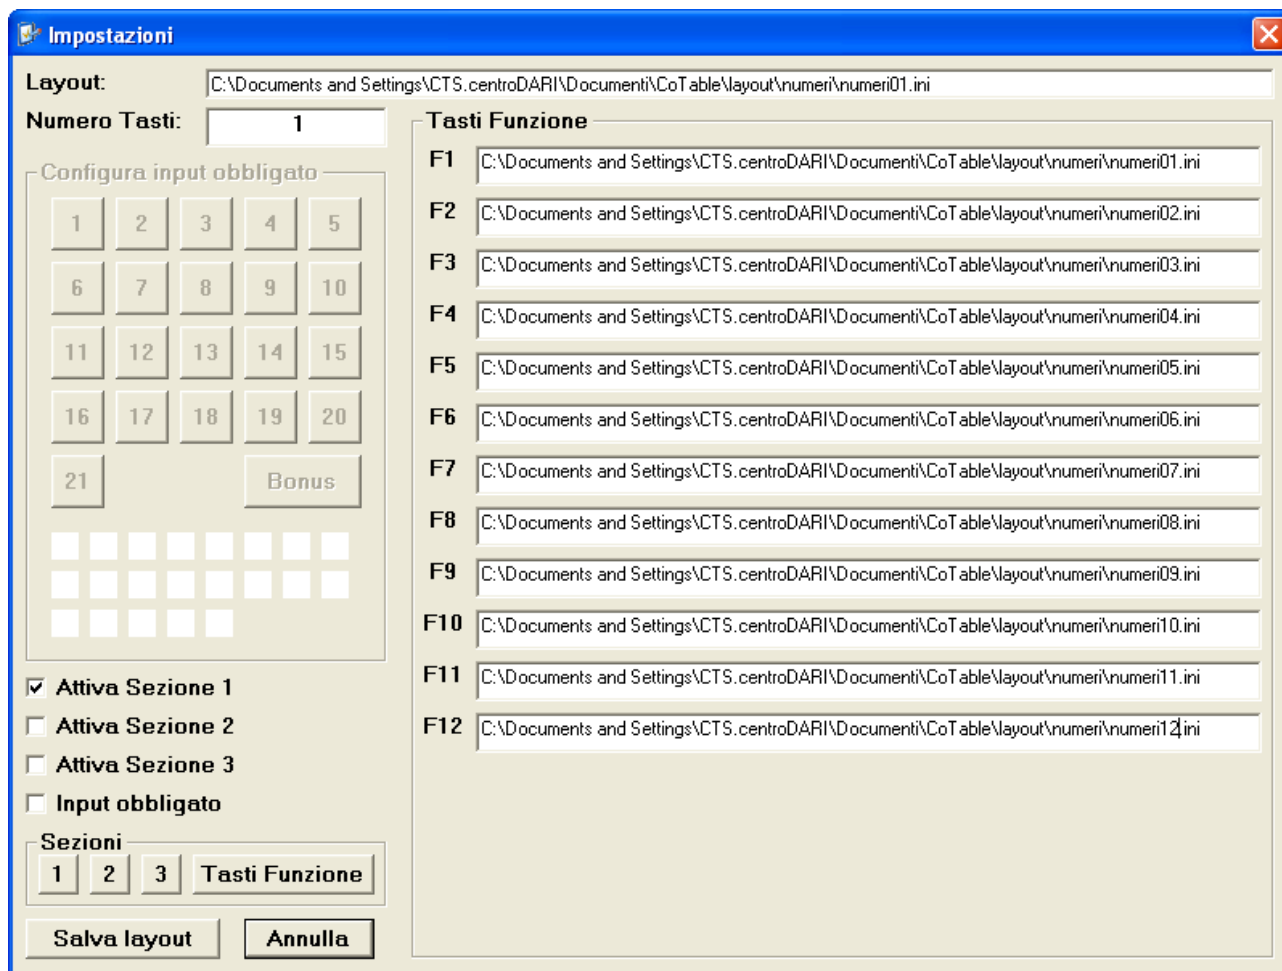 Impostazioni
Layout: C:\Documents and Settings\CTS.centroDARI\Documenti\CoTable\layout\numeri\numeri01.ini
Numero Tasti: 1
Configura input obbligato
1 2 3 4 5
6 7 8 9 10
11 12 13 14 15
16 17 18 19 20
21 Bonus
Attiva Sezione 1
Attiva Sezione 2
Attiva Sezione 3
Input obbligato
Sezioni
1 2 3 Tasti Funzione
Salva layout Annulla
Tasti Funzione
F1 C:\Documents and Settings\CTS.centroDARI\Documenti\CoTable\layout\numeri\numeri01.ini
F2 C:\Documents and Settings\CTS.centroDARI\Documenti\CoTable\layout\numeri\numeri02.ini
F3 C:\Documents and Settings\CTS.centroDARI\Documenti\CoTable\layout\numeri\numeri03.ini
F4 C:\Documents and Settings\CTS.centroDARI\Documenti\CoTable\layout\numeri\numeri04.ini
F5 C:\Documents and Settings\CTS.centroDARI\Documenti\CoTable\layout\numeri\numeri05.ini
F6 C:\Documents and Settings\CTS.centroDARI\Documenti\CoTable\layout\numeri\numeri06.ini
F7 C:\Documents and Settings\CTS.centroDARI\Documenti\CoTable\layout\numeri\numeri07.ini
F8 C:\Documents and Settings\CTS.centroDARI\Documenti\CoTable\layout\numeri\numeri08.ini
F9 C:\Documents and Settings\CTS.centroDARI\Documenti\CoTable\layout\numeri\numeri09.ini
F10 C:\Documents and Settings\CTS.centroDARI\Documenti\CoTable\layout\numeri\numeri10.ini
F11 C:\Documents and Settings\CTS.centroDARI\Documenti\CoTable\layout\numeri\numeri11.ini
F12 C:\Documents and Settings\CTS.centroDARI\Documenti\CoTable\layout\numeri\numeri12.ini